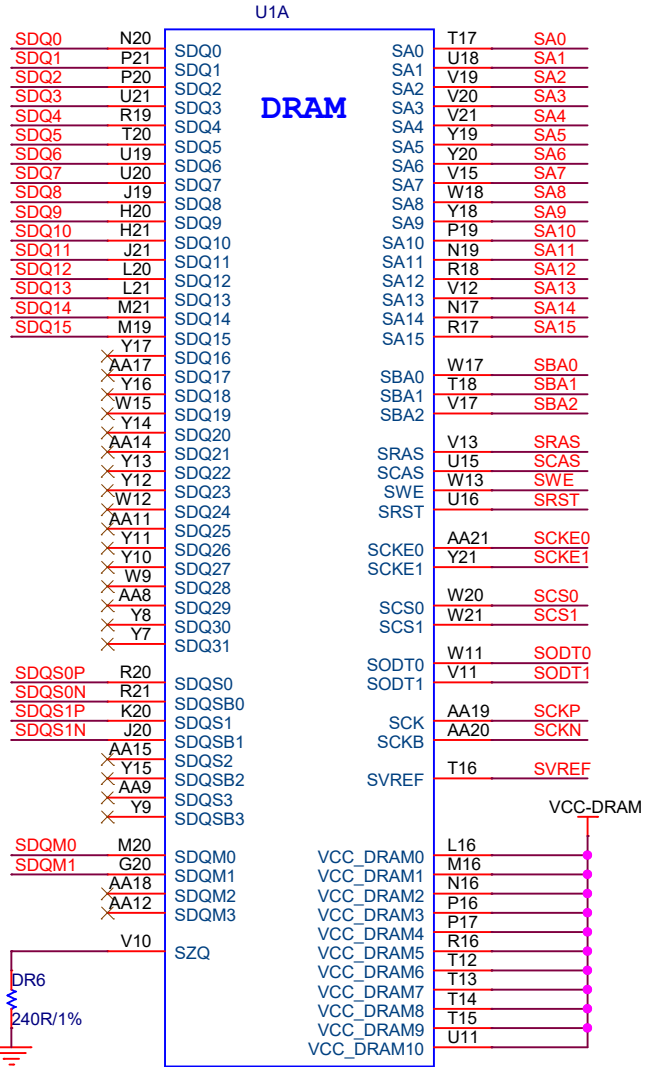 U1A
DRAM
SDQ0 N20 SDQ0 SA0 T17 SA0
SDQ1 P21 SDQ1 SA1 U18 SA1
SDQ2 P20 SDQ2 SA2 V19 SA2
SDQ3 U21 SDQ3 SA3 V20 SA3
SDQ4 R19 SDQ4 SA4 V21 SA4
SDQ5 T20 SDQ5 SA5 Y19 SA5
SDQ6 U19 SDQ6 SA6 Y20 SA6
SDQ7 U20 SDQ7 SA7 V15 SA7
SDQ8 J19 SDQ8 SA8 W18 SA8
SDQ9 H20 SDQ9 SA9 Y18 SA9
SDQ10 H21 SDQ10 SA10 P19 SA10
SDQ11 J21 SDQ11 SA11 N19 SA11
SDQ12 L20 SDQ12 SA12 R18 SA12
SDQ13 L21 SDQ13 SA13 V12 SA13
SDQ14 M21 SDQ14 SA14 N17 SA14
SDQ15 M19 SDQ15 SA15 R17 SA15
Y17 SDQ16
AA17 SDQ17 SBA0 W17 SBA0
Y16 SDQ18 SBA1 T18 SBA1
W15 SDQ19 SBA2 V17 SBA2
Y14 SDQ20
AA14 SDQ21 SRAS V13 SRAS
Y13 SDQ22 SCAS U15 SCAS
Y12 SDQ23 SWE W13 SWE
W12 SDQ24 SRST U16 SRST
AA11 SDQ25
Y11 SDQ26 SCKE0 AA21 SCKE0
Y10 SDQ27 SCKE1 Y21 SCKE1
W9 SDQ28
AA8 SDQ29 SCS0 W20 SCS0
Y8 SDQ30 SCS1 W21 SCS1
Y7 SDQ31
SODT0 W11 SODT0
SDQS0P R20 SDQS0 SODT1 V11 SODT1
SDQS0N R21 SDQSB0
SDQS1P K20 SDQS1 SCK AA19 SCKP
SDQS1N J20 SDQSB1 SCKB AA20 SCKN
AA15 SDQS2
Y15 SDQSB2 SVREF T16 SVREF
AA9 SDQS3
Y9 SDQSB3
VCC-DRAM
SDQM0 M20 SDQM0 VCC_DRAM0 L16
SDQM1 G20 SDQM1 VCC_DRAM1 M16
AA18 SDQM2 VCC_DRAM2 N16
AA12 SDQM3 VCC_DRAM3 P16
VCC_DRAM4 P17
V10 SZQ VCC_DRAM5 R16
VCC_DRAM6 T12
DR6 VCC_DRAM7 T13
VCC_DRAM8 T14
240R/1% VCC_DRAM9 T15
VCC_DRAM10 U11